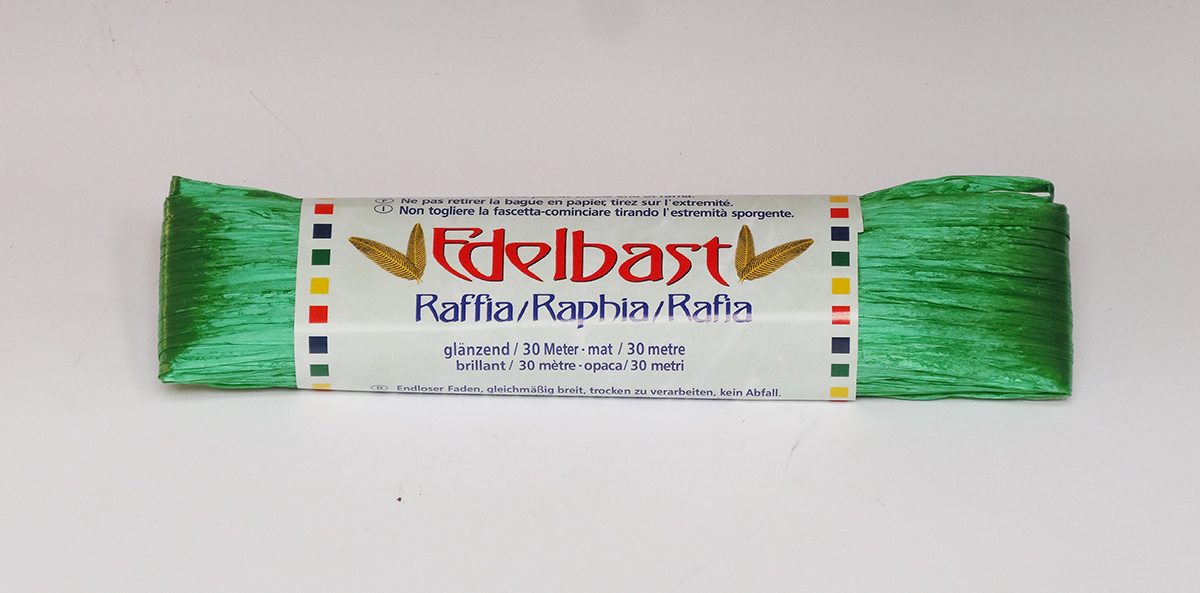 Ne pas retirer la bague en papier, tirez sur l'extremité.
I Non togliere la fascetta-cominciare tirando l'estremità sporgente.
Edelbast
Raffia/Raphia/Rafia
glänzend / 30 Meter · mat / 30 metre
brillant / 30 mètre · opaca/ 30 metri
D Endloser Faden, gleichmäßig breit, trocken zu verarbeiten, kein Abfall.